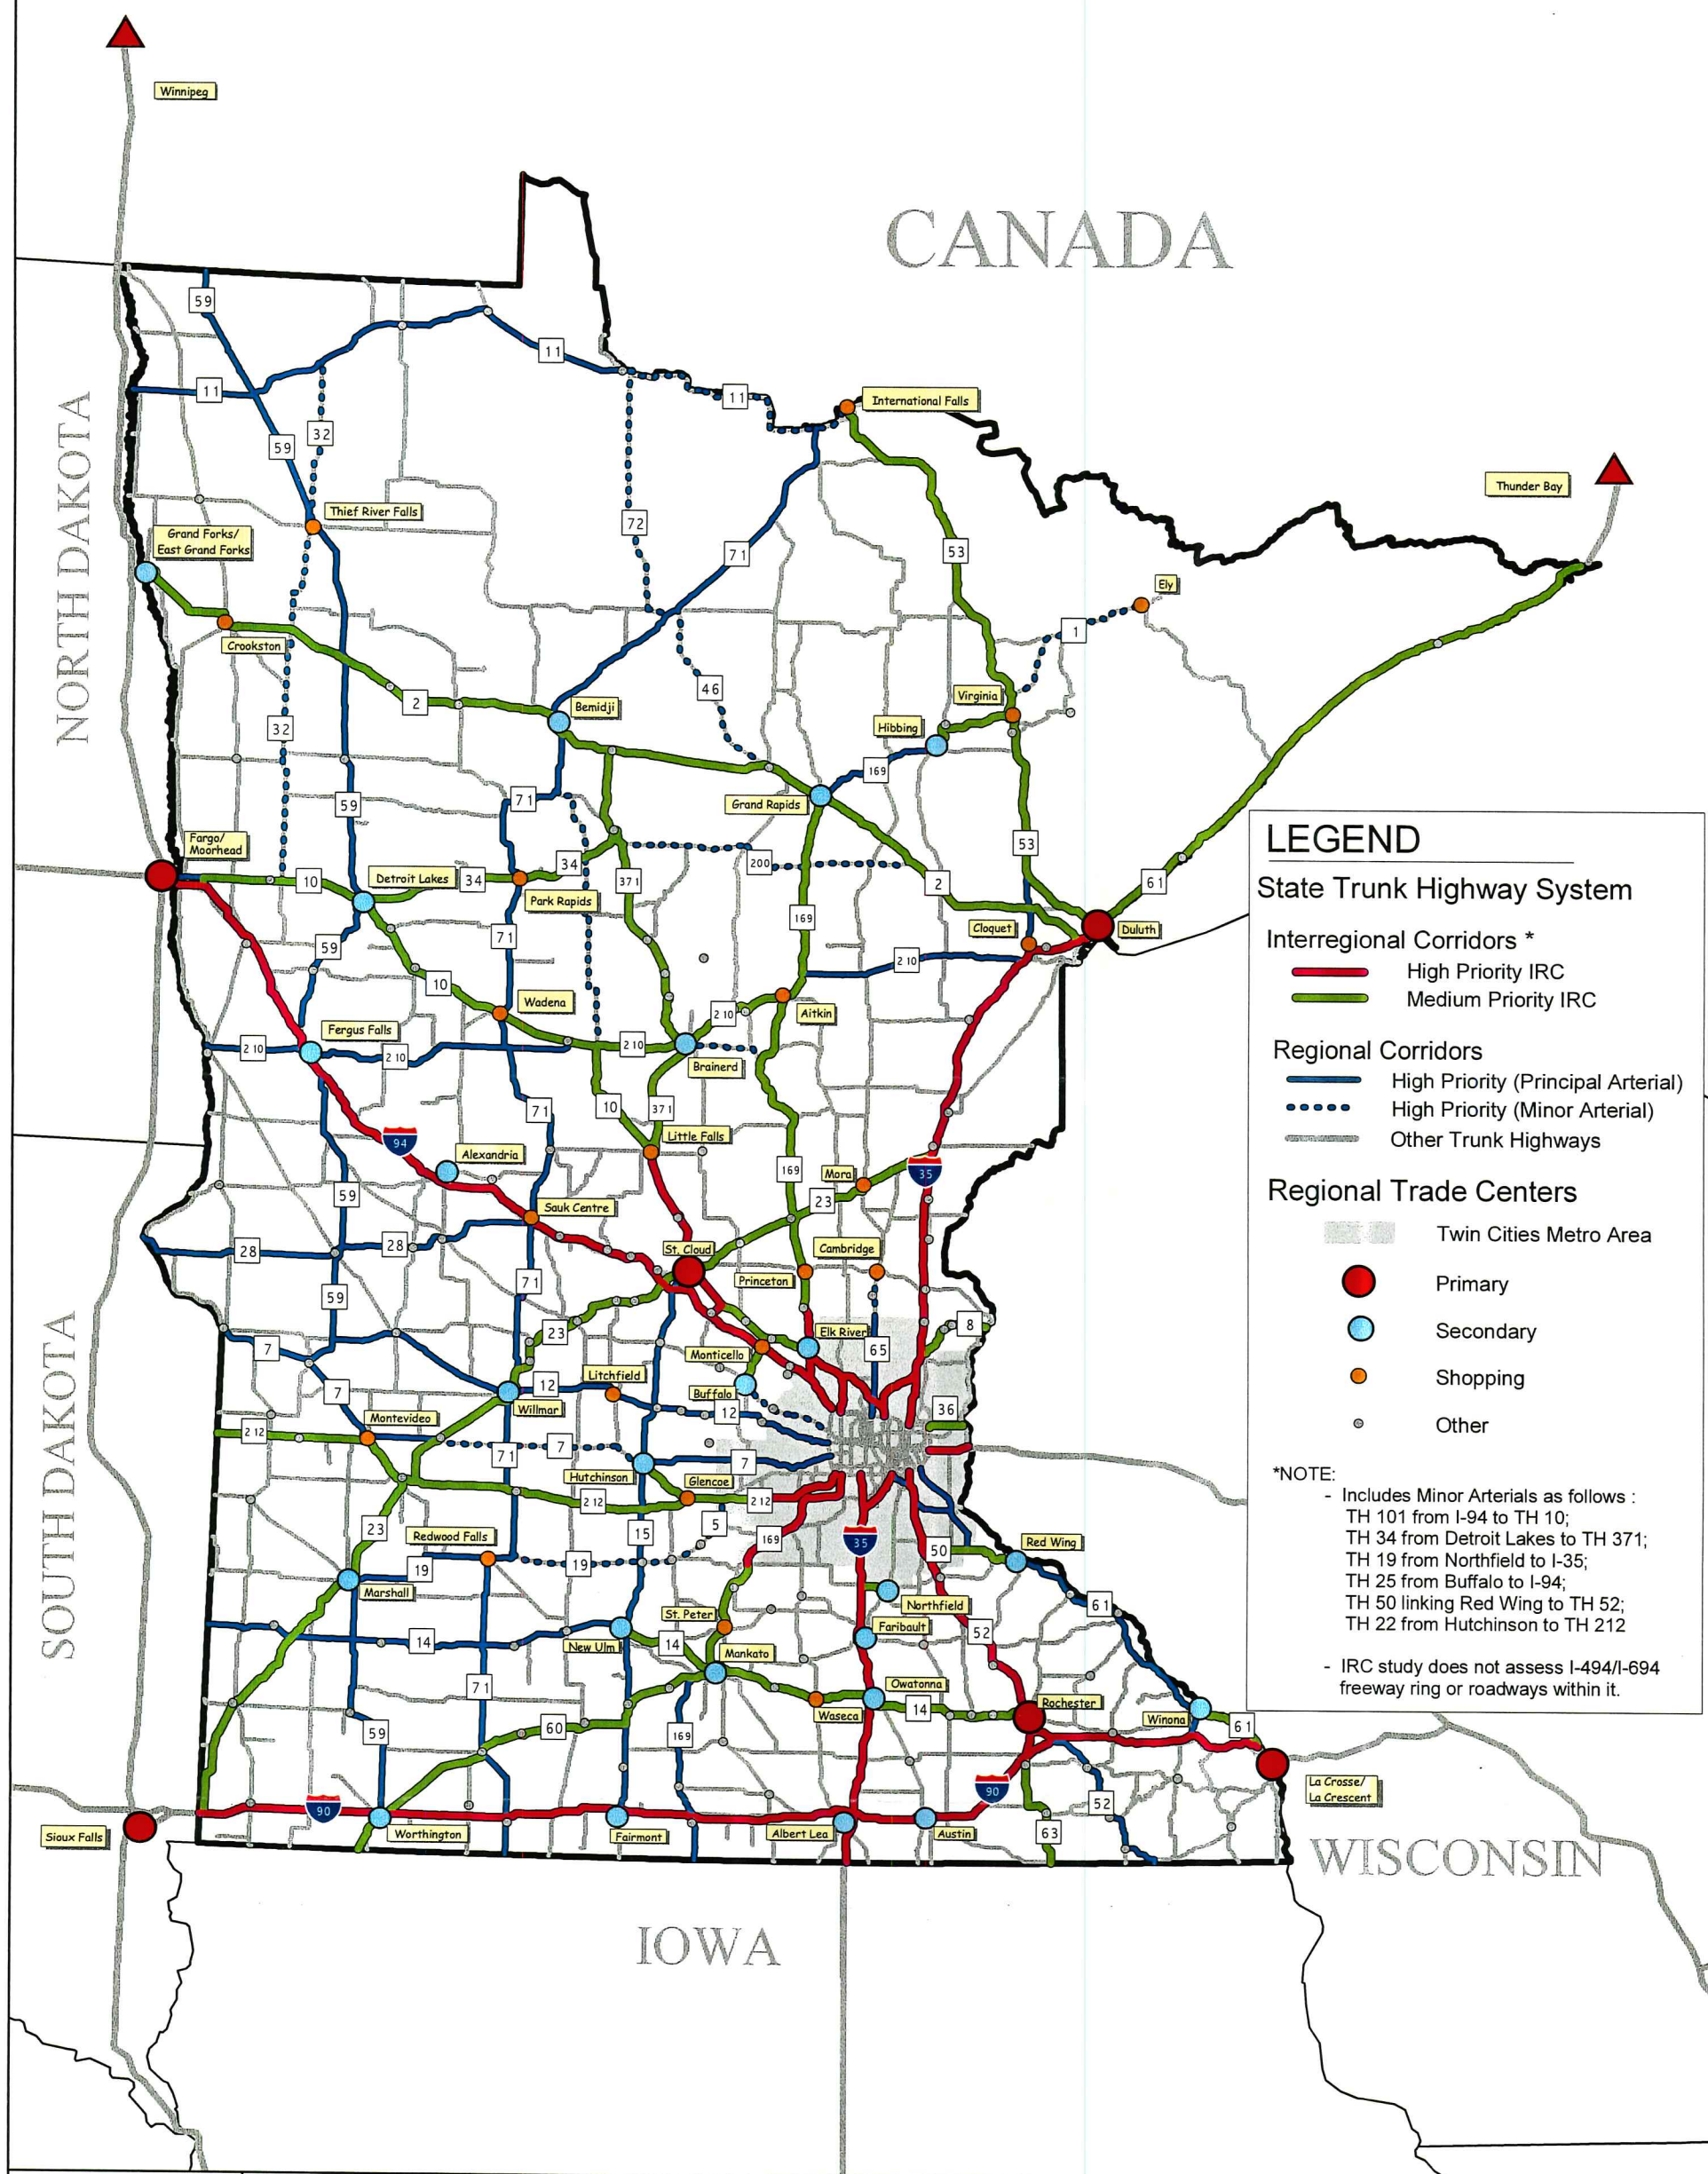 Winnipeg
CANADA
59
11
11
11
International Falls
32
59
NORTH DAKOTA
Thunder Bay
Thief River Falls
Grand Forks/
East Grand Forks
72
71
53
Ely
1
Crookston
46
2
Virginia
Bemidji
32
Hibbing
169
71
Grand Rapids
59
Fargo/
Moorhead
53
34
200
10
Detroit Lakes
34
371
2
61
Park Rapids
169
Cloquet
Duluth
71
59
210
10
Wadena
210
Aitkin
Fergus Falls
210
210
210
Brainerd
10
371
71
Little Falls
94
Alexandria
169
Mora
35
59
23
Sauk Centre
28
28
St. Cloud
Cambridge
71
Princeton
59
8
23
Elk River
7
65
Monticello
Litchfield
7
12
Buffalo
Willmar
12
36
Montevideo
212
71
7
7
Hutchinson
Glencoe
212
212
5
23
15
169
35
Redwood Falls
50
Red Wing
19
19
Marshall
Northfield
61
St. Peter
Faribault
52
14
New Ulm
14
Mankato
SOUTH DAKOTA
71
Owatonna
Rochester
Waseca
14
Winona
61
60
59
169
90
90
La Crosse/
La Crescent
52
Sioux Falls
Worthington
Fairmont
Albert Lea
Austin
63
WISCONSIN
IOWA
LEGEND
State Trunk Highway System
Interregional Corridors *
High Priority IRC
Medium Priority IRC
Regional Corridors
High Priority (Principal Arterial)
High Priority (Minor Arterial)
Other Trunk Highways
Regional Trade Centers
Twin Cities Metro Area
Primary
Secondary
Shopping
Other
*NOTE:
- Includes Minor Arterials as follows :
TH 101 from I-94 to TH 10;
TH 34 from Detroit Lakes to TH 371;
TH 19 from Northfield to I-35;
TH 25 from Buffalo to I-94;
TH 50 linking Red Wing to TH 52;
TH 22 from Hutchinson to TH 212
- IRC study does not assess I-494/I-694
freeway ring or roadways within it.